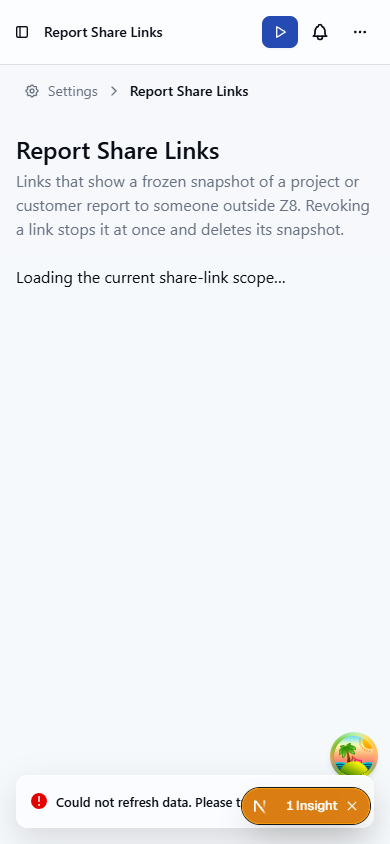 Report Share Links
Settings
Report Share Links
Report Share Links
Links that show a frozen snapshot of a project or
customer report to someone outside Z8. Revoking
a link stops it at once and deletes its snapshot.
Loading the current share-link scope...
Could not refresh data. Please
1 Insight